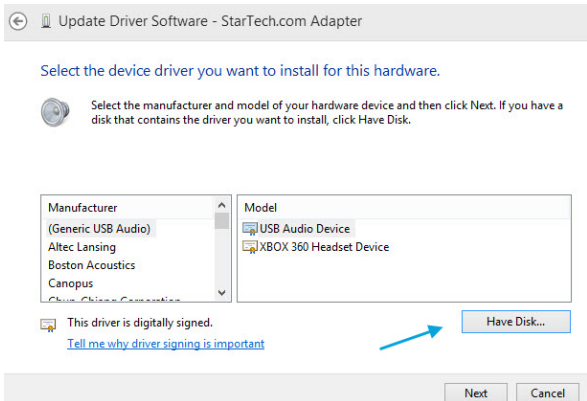 Update Driver Software - StarTech.com Adapter
Select the device driver you want to install for this hardware.
Select the manufacturer and model of your hardware device and then click Next. If you have a
disk that contains the driver you want to install, click Have Disk.
Manufacturer
(Generic USB Audio)
Altec Lansing
Boston Acoustics
Canopus
Chun-Chiang Corporation
Model
USB Audio Device
XBOX 360 Headset Device
This driver is digitally signed.
Tell me why driver signing is important
Have Disk...
Next
Cancel